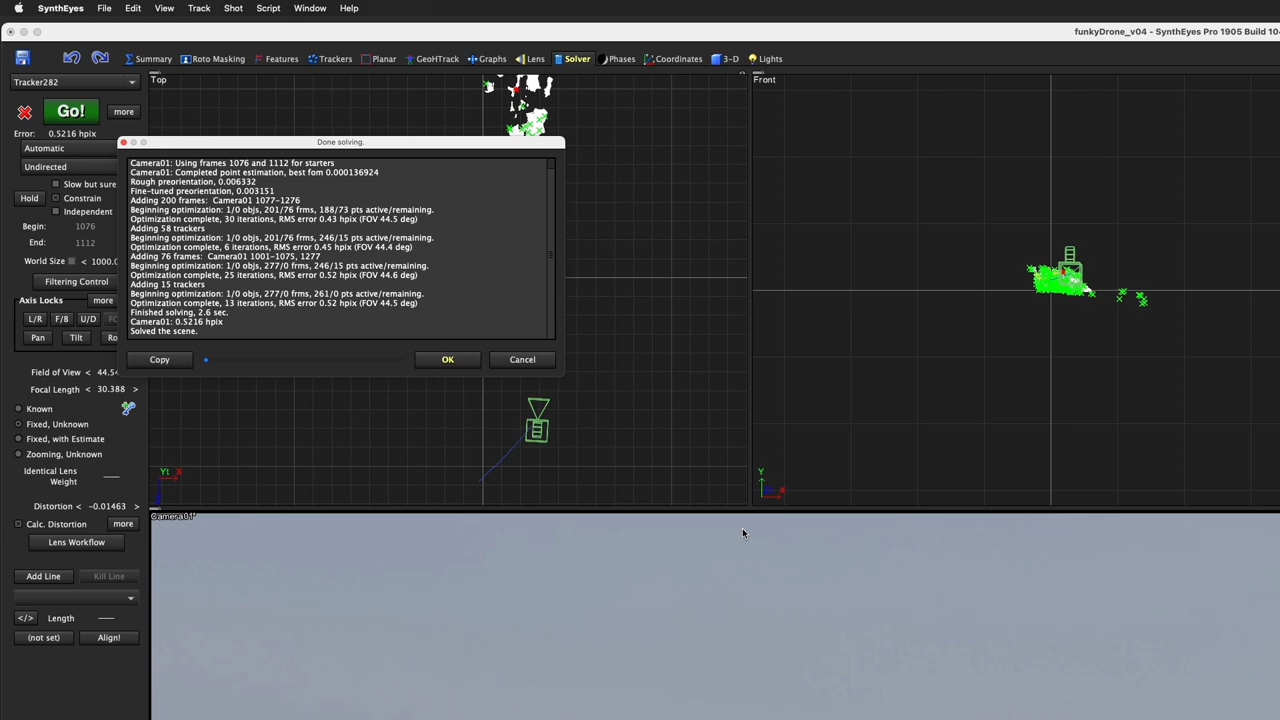 SynthEyes File Edit View Track Shot Script Window Help
funkyDrone_v04 - SynthEyes Pro 1905 Build 10
Summary Roto Masking Features Trackers Planar GeoHTrack Graphs Lens Solver Phases Coordinates 3-D Lights
Tracker282
Top
Front
Go!
more
Error: 0.5216 hpix
Automatic
Undirected
Slow but sure
Hold
Constrain
Independent
Begin: 1076
End: 1112
World Size < 1000.0
Filtering Control
Axis Locks more
L/R F/B U/D
Pan Tilt
Field of View < 44.54
Focal Length < 30.388 >
Known
Fixed, Unknown
Fixed, with Estimate
Zooming, Unknown
Identical Lens
Weight
Distortion < -0.01463 >
Calc. Distortion more
Lens Workflow
Add Line Kill Line
</> Length
(not set) Align!
Done solving.
Camera01: Using frames 1076 and 1112 for starters
Camera01: Completed point estimation, best fom 0.000136924
Rough preorientation, 0.006332
Fine-tuned preorientation, 0.003151
Adding 200 frames: Camera01 1077-1276
Beginning optimization: 1/0 objs, 201/76 frms, 188/73 pts active/remaining.
Optimization complete, 30 iterations, RMS error 0.43 hpix (FOV 44.5 deg)
Adding 58 trackers
Beginning optimization: 1/0 objs, 201/76 frms, 246/15 pts active/remaining.
Optimization complete, 6 iterations, RMS error 0.45 hpix (FOV 44.4 deg)
Adding 76 frames: Camera01 1001-1075, 1277
Beginning optimization: 1/0 objs, 277/0 frms, 246/15 pts active/remaining.
Optimization complete, 25 iterations, RMS error 0.52 hpix (FOV 44.6 deg)
Adding 15 trackers
Beginning optimization: 1/0 objs, 277/0 frms, 261/0 pts active/remaining.
Optimization complete, 13 iterations, RMS error 0.52 hpix (FOV 44.5 deg)
Finished solving, 2.6 sec.
Camera01: 0.5216 hpix
Solved the scene.
Copy OK Cancel
Yt X
Y
X
Camera01*